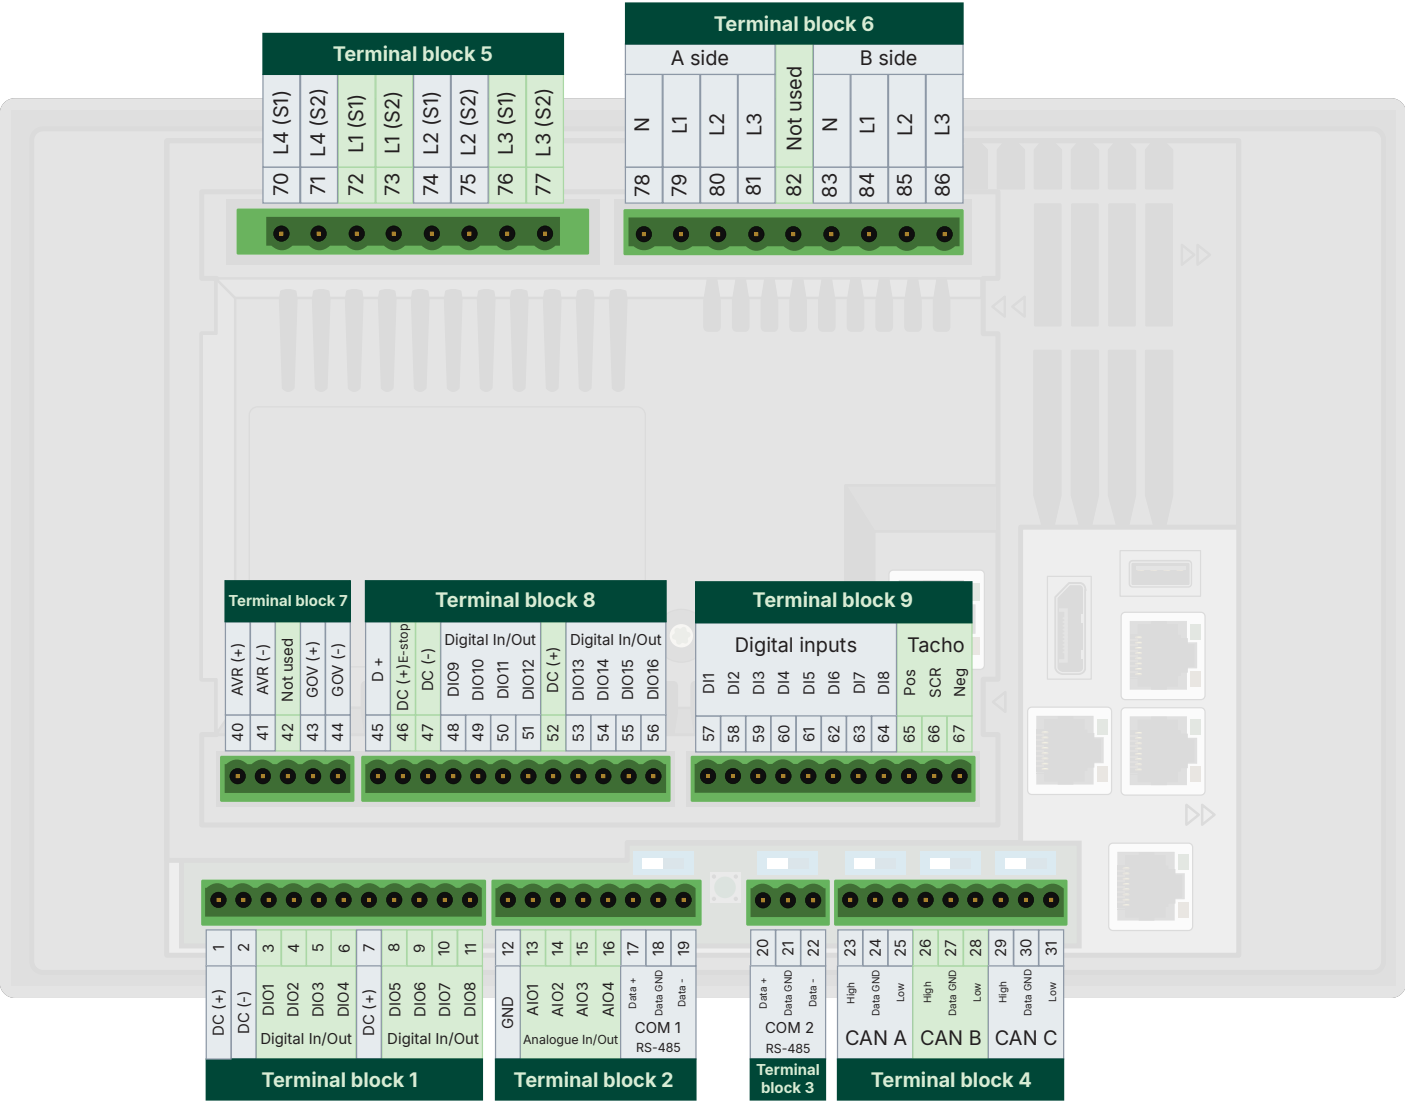 Terminal block 6
Terminal block 5
A side
B side
L4 (S1)
L4 (S2)
L1 (S1)
L1 (S2)
L2 (S1)
L2 (S2)
L3 (S1)
L3 (S2)
N
L1
L2
L3
Not used
N
L1
L2
L3
70 71 72 73 74 75 76 77
78 79 80 81 82 83 84 85 86
Terminal block 7
Terminal block 8
Terminal block 9
AVR (+)
AVR (-)
Not used
GOV (+)
GOV (-)
40 41 42 43 44
D +
DC (+)E-stop
DC (-)
Digital In/Out
DIO9
DIO10
DIO11
DIO12
DC (+)
Digital In/Out
DIO13
DIO14
DIO15
DIO16
45 46 47 48 49 50 51 52 53 54 55 56
Digital inputs
Tacho
DI1
DI2
DI3
DI4
DI5
DI6
DI7
DI8
Pos
SCR
Neg
57 58 59 60 61 62 63 64 65 66 67
1 2 3 4 5 6 7 8 9 10 11
DC (+)
DC (-)
DIO1
DIO2
DIO3
DIO4
Digital In/Out
DC (+)
DIO5
DIO6
DIO7
DIO8
Digital In/Out
Terminal block 1
12 13 14 15 16 17 18 19
GND
AIO1
AIO2
AIO3
AIO4
Analogue In/Out
Data +
Data GND
Data -
COM 1
RS-485
Terminal block 2
20 21 22
Data +
Data GND
Data -
COM 2
RS-485
Terminal
block 3
23 24 25 26 27 28 29 30 31
High
Data GND
Low
CAN A
High
Data GND
Low
CAN B
High
Data GND
Low
CAN C
Terminal block 4